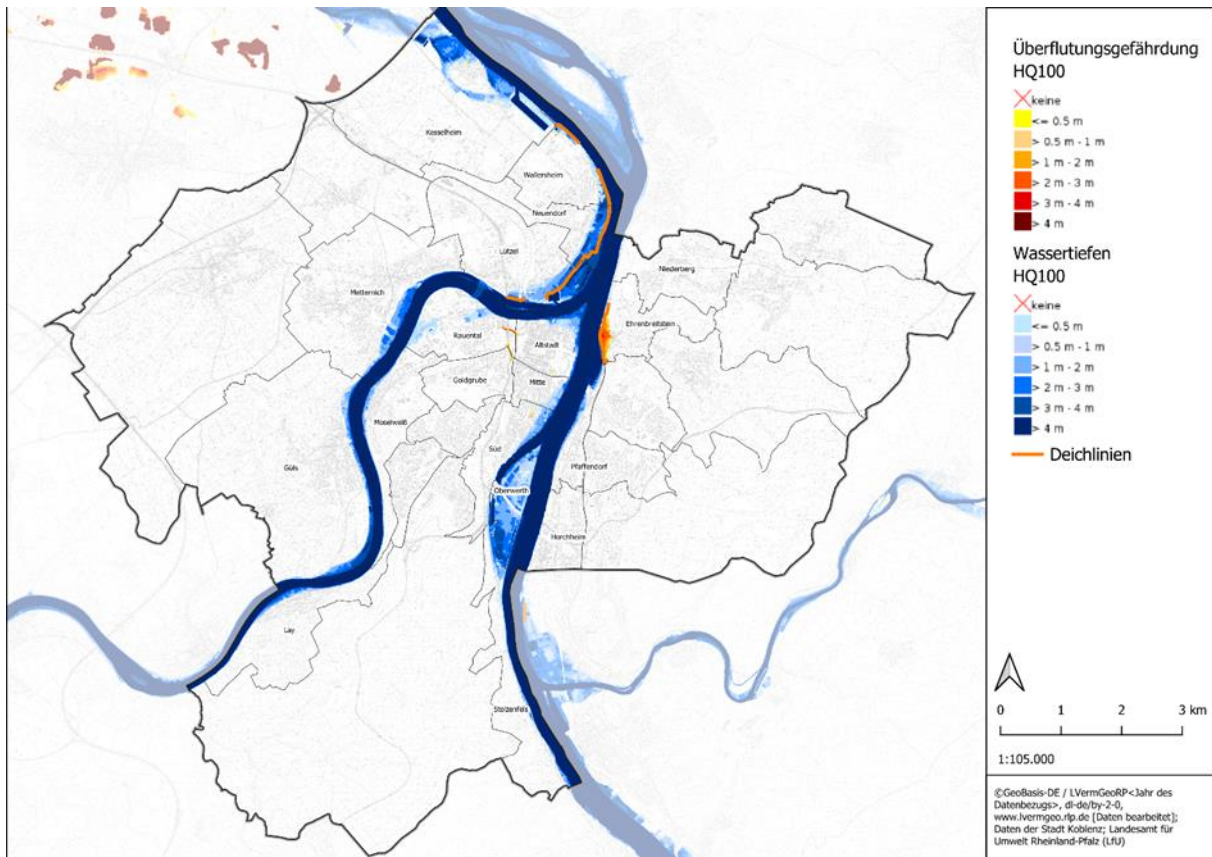 Überflutungsgefährdung
HQ100
keine
<= 0.5 m
> 0.5 m - 1 m
> 1 m - 2 m
> 2 m - 3 m
> 3 m - 4 m
> 4 m
Wassertiefen
HQ100
keine
<= 0.5 m
> 0.5 m - 1 m
> 1 m - 2 m
> 2 m - 3 m
> 3 m - 4 m
> 4 m
Deichlinien
0 1 2 3 km
1:105.000
©GeoBasis-DE / LVermGeoRP<Jahr des
Datenbezugs>, dl-de/by-2-0,
www.lvermgeo.rlp.de [Daten bearbeitet];
Daten der Stadt Koblenz; Landesamt für
Umwelt Rheinland-Pfalz (LfU)
Kesselheim
Wallersheim
Neuendorf
Lützel
Metternich
Niederberg
Ehrenbreitstein
Rauental
Altstadt
Goldgrube
Mitte
Moselweiß
Süd
Güls
Pfaffendorf
Oberwerth
Horchheim
Lay
Stolzenfels